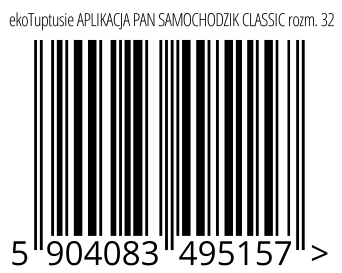 ekoTuptusie APLIKACJA PAN SAMOCHODZIK CLASSIC rozm. 32
5 904083 495157 >